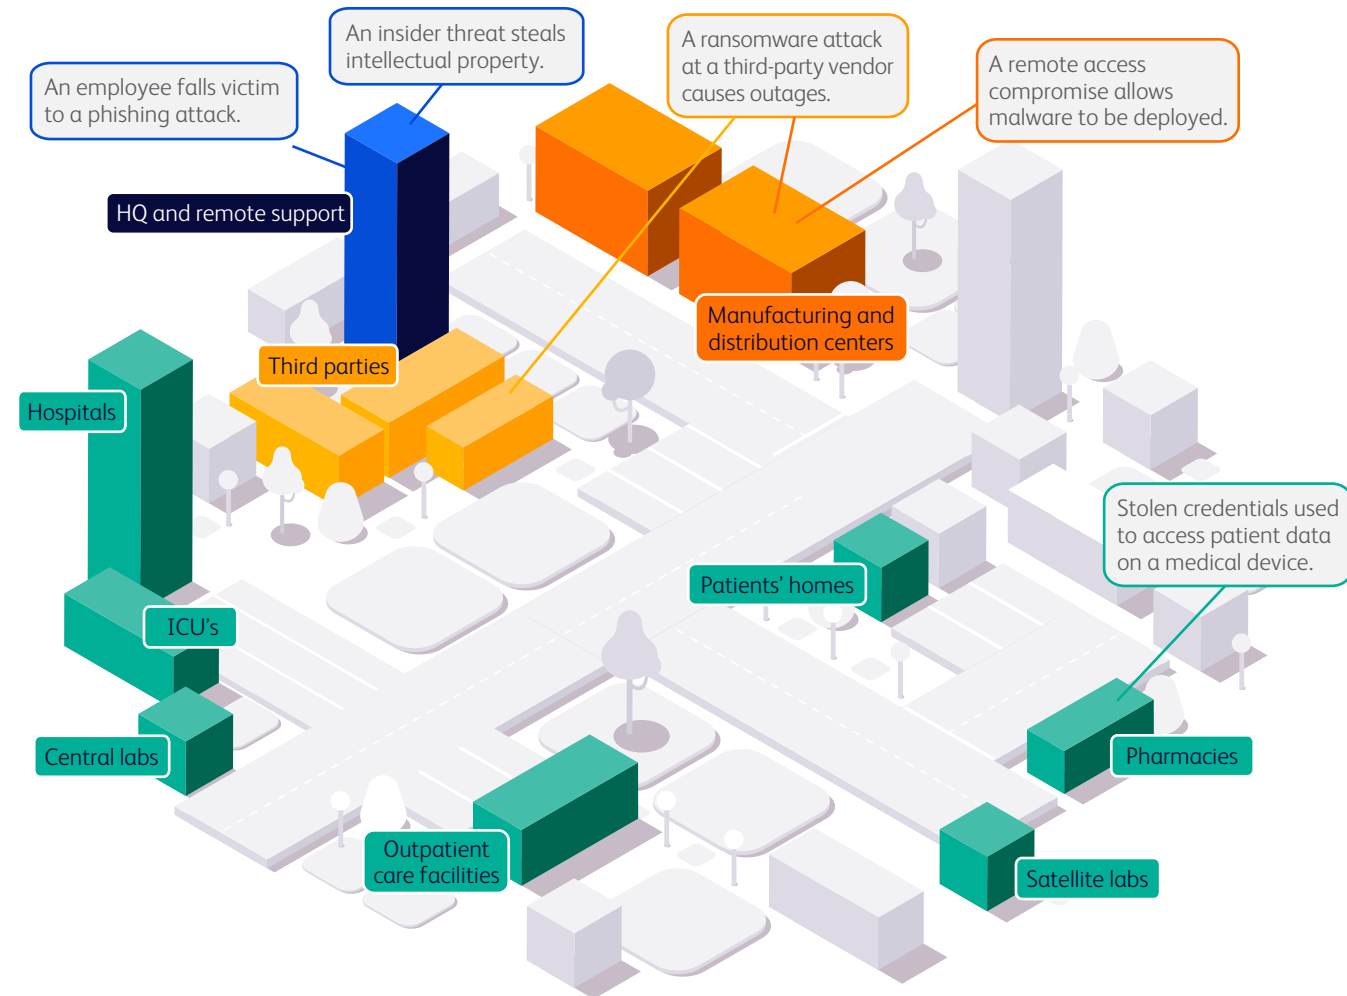 An employee falls victim
to a phishing attack.
An insider threat steals
intellectual property.
A ransomware attack
at a third-party vendor
causes outages.
A remote access
compromise allows
malware to be deployed.
HQ and remote support
Manufacturing and
distribution centers
Third parties
Hospitals
Stolen credentials used
to access patient data
on a medical device.
Patients’ homes
ICU’s
Central labs
Pharmacies
Outpatient
care facilities
Satellite labs